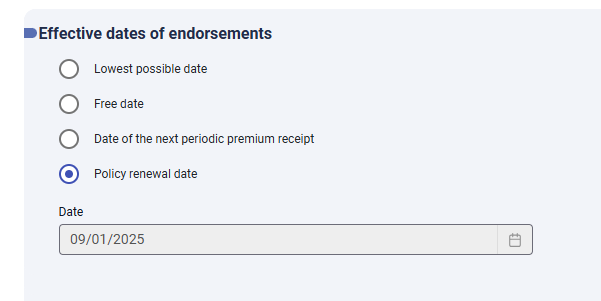 Effective dates of endorsements
Lowest possible date
Free date
Date of the next periodic premium receipt
Policy renewal date
Date
09/01/2025